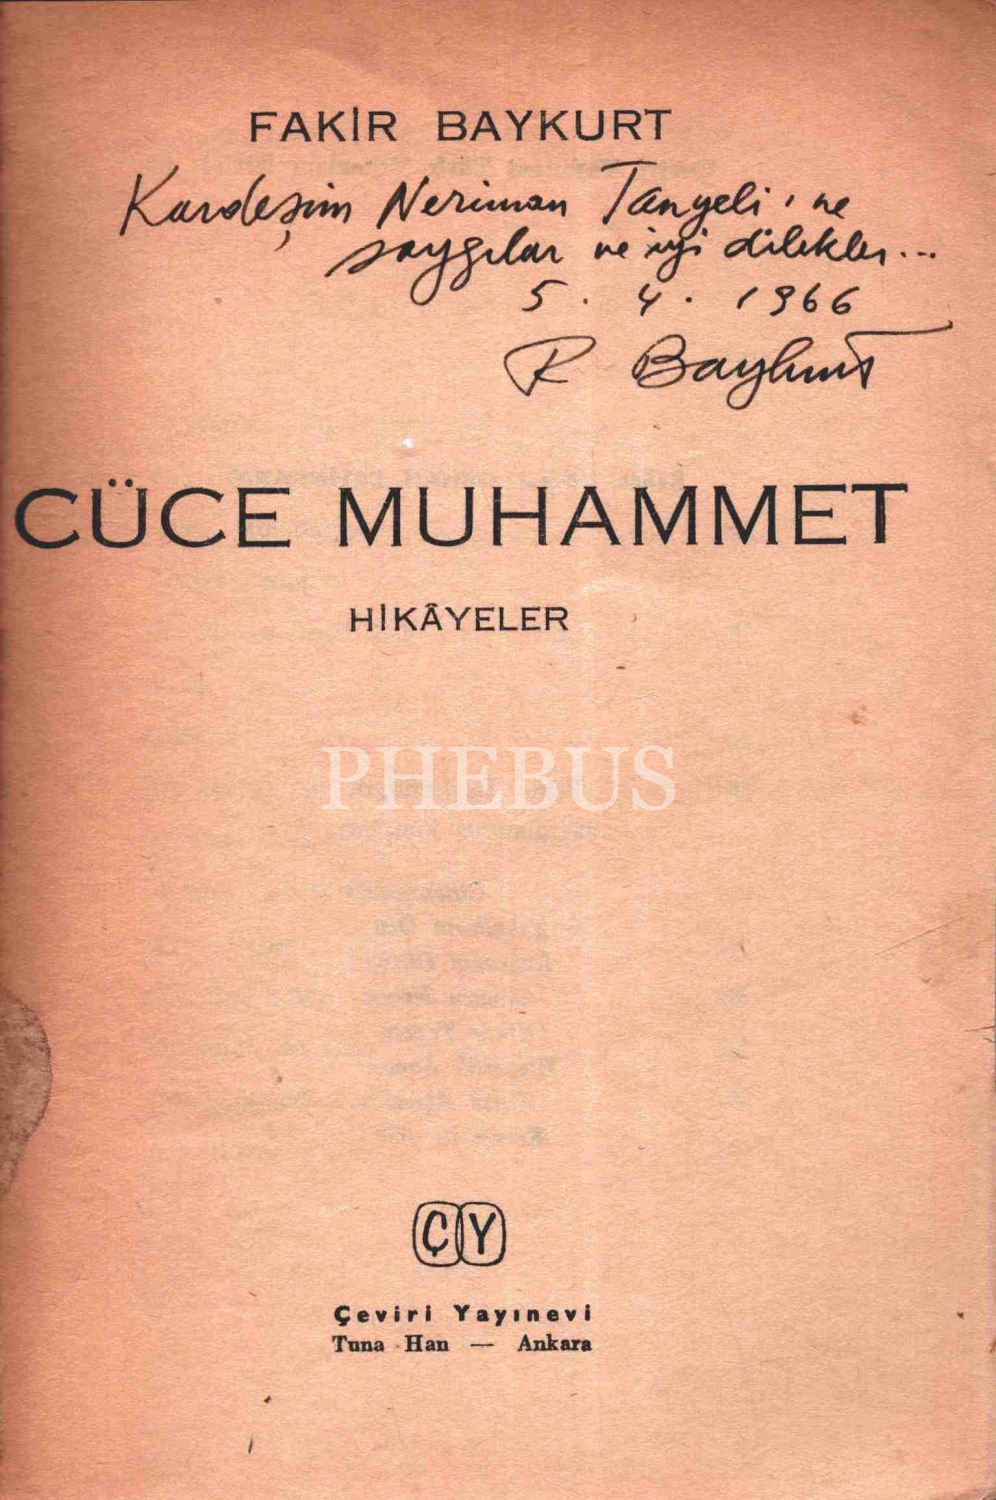 FAKİR BAYKURT
Kardeşim Neriman Tanyeli'ne
saygılar ve iyi dilekler...
5. 4. 1966
F Baykurt
CÜCE MUHAMMET
HİKÂYELER
PHEBUS
ÇY
Çeviri Yayınevi
Tuna Han — Ankara